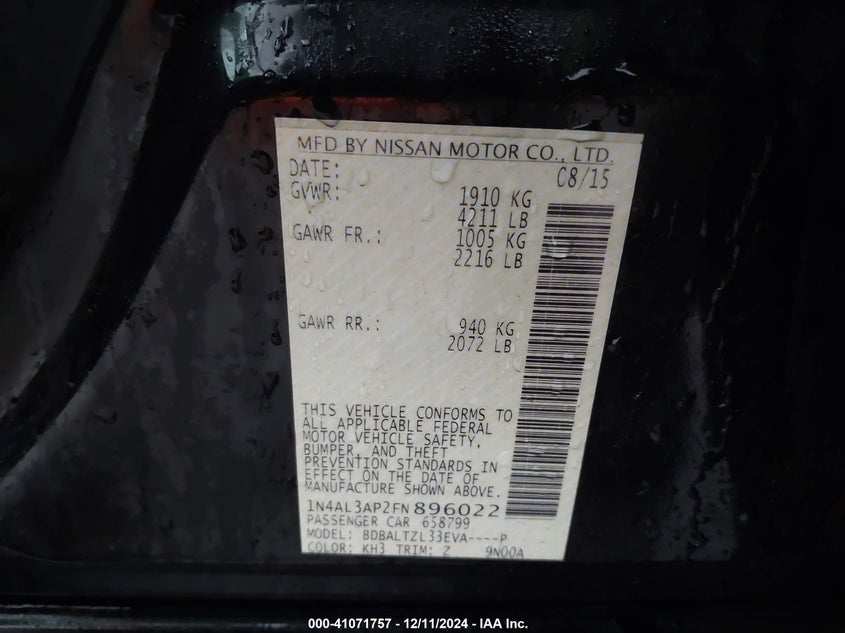 MFD BY NISSAN MOTOR CO., LTD.
DATE: 08/15
GVWR: 1910 KG
4211 LB
GAWR FR.: 1005 KG
2216 LB
GAWR RR.: 940 KG
2072 LB
THIS VEHICLE CONFORMS TO
ALL APPLICABLE FEDERAL
MOTOR VEHICLE SAFETY,
BUMPER, AND THEFT
PREVENTION STANDARDS IN
EFFECT ON THE DATE OF
MANUFACTURE SHOWN ABOVE.
1N4AL3AP2FN896022
PASSENGER CAR 658799
MODEL: BDBALTZL33EVA----P
COLOR: KH3 TRIM: Z 9N00A
000-41071757 - 12/11/2024 - IAA Inc.